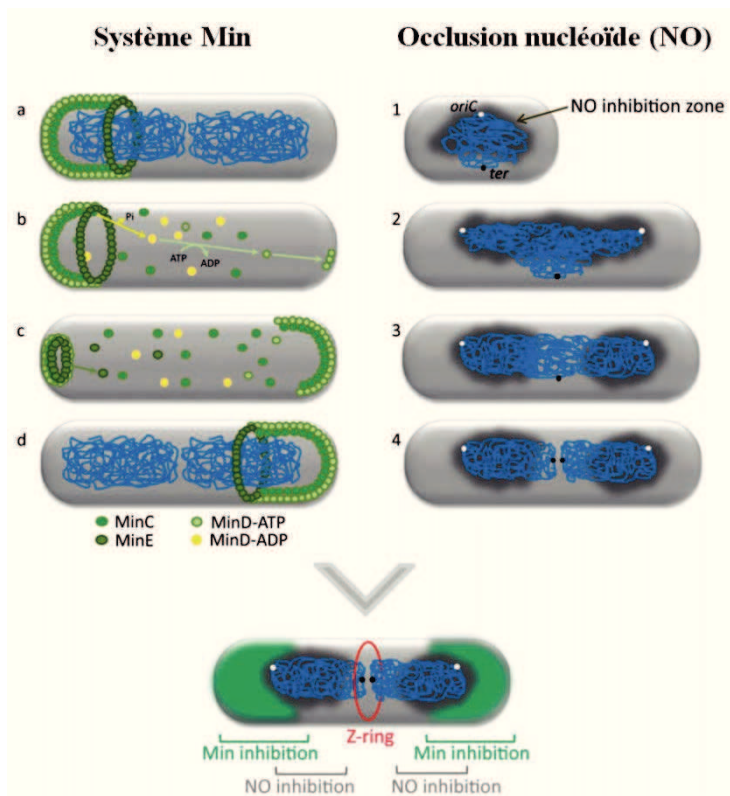 Système Min
Occlusion nucléoïde (NO)
a
b
Pi
ATP
ADP
c
d
MinC
MinD-ATP
MinE
MinD-ADP
1
oriC
NO inhibition zone
ter
2
3
4
Z-ring
Min inhibition
Min inhibition
NO inhibition
NO inhibition